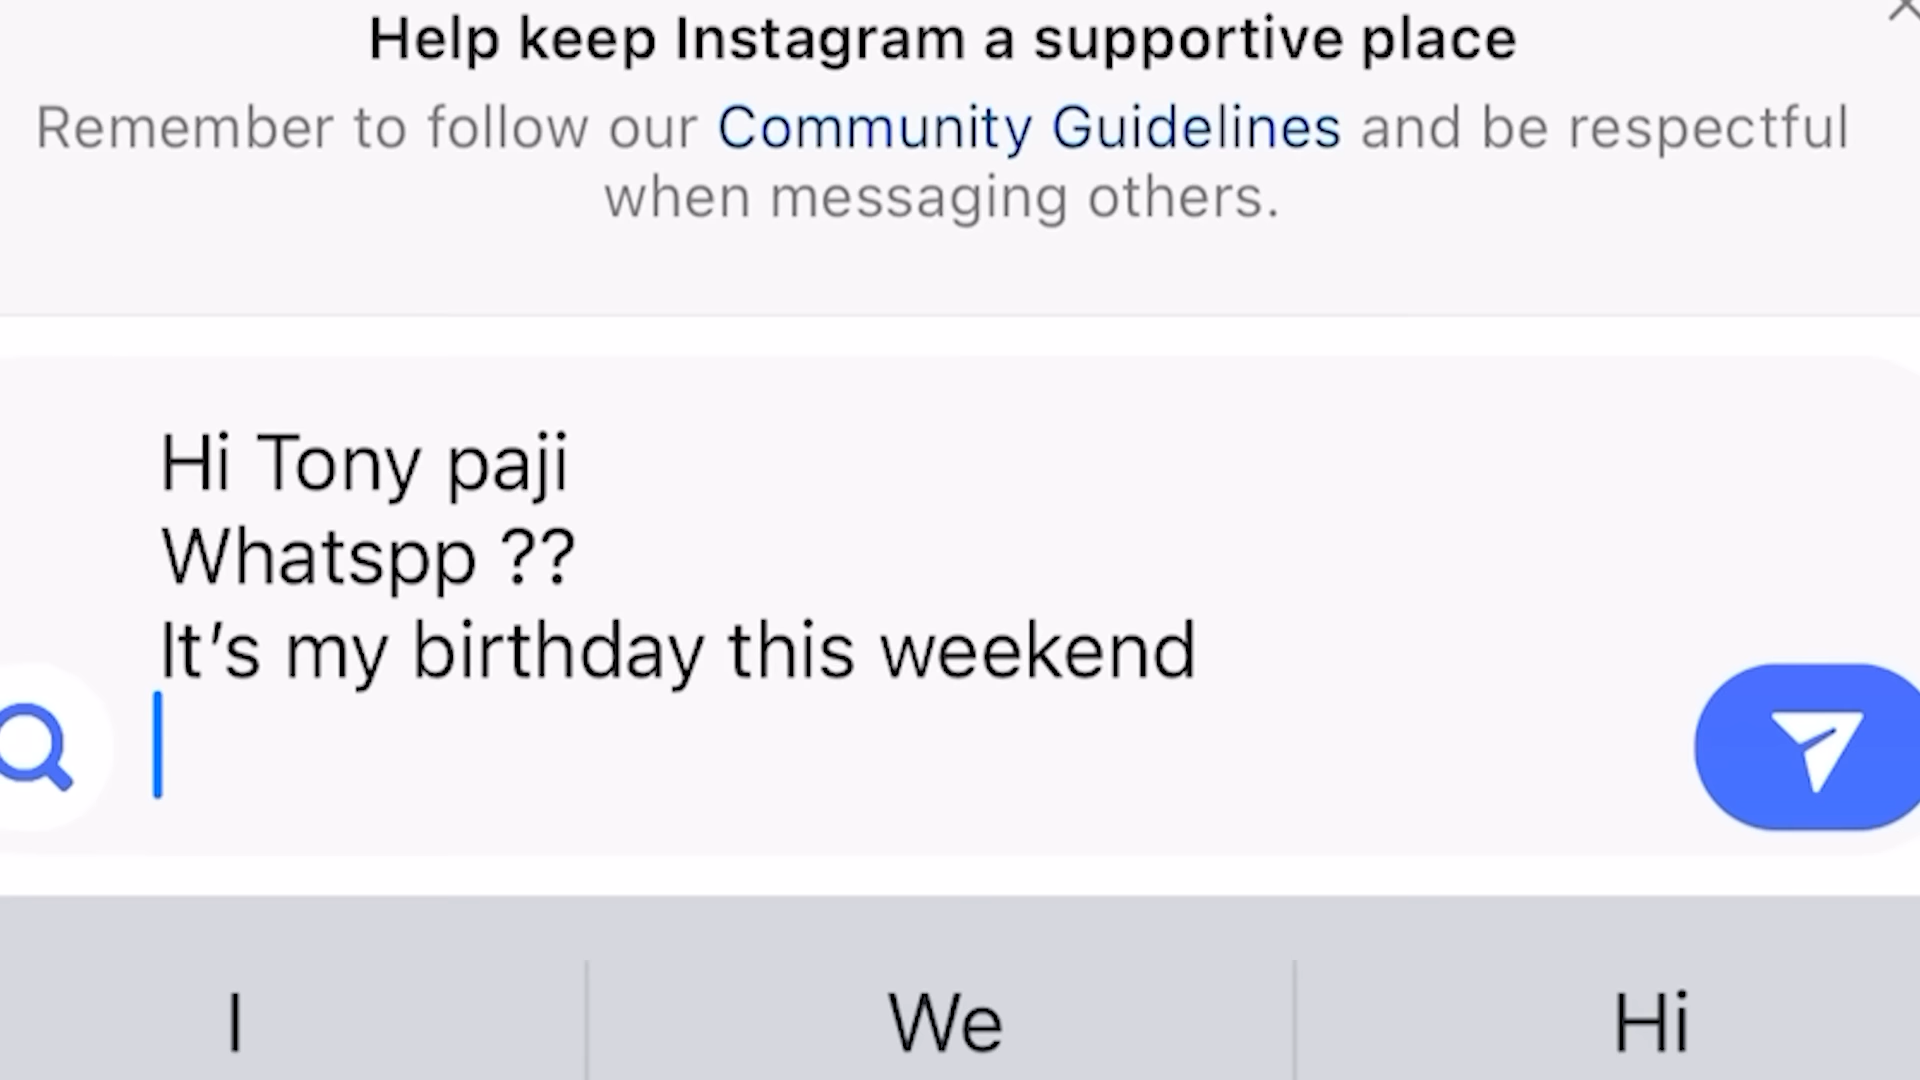 Help keep Instagram a supportive place
Remember to follow our Community Guidelines and be respectful
when messaging others.
Hi Tony paji
Whatspp ??
It's my birthday this weekend
I We Hi